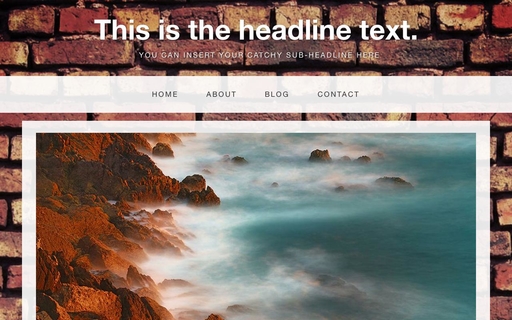 This is the headline text.
YOU CAN INSERT YOUR CATCHY SUB-HEADLINE HERE
HOME ABOUT BLOG CONTACT